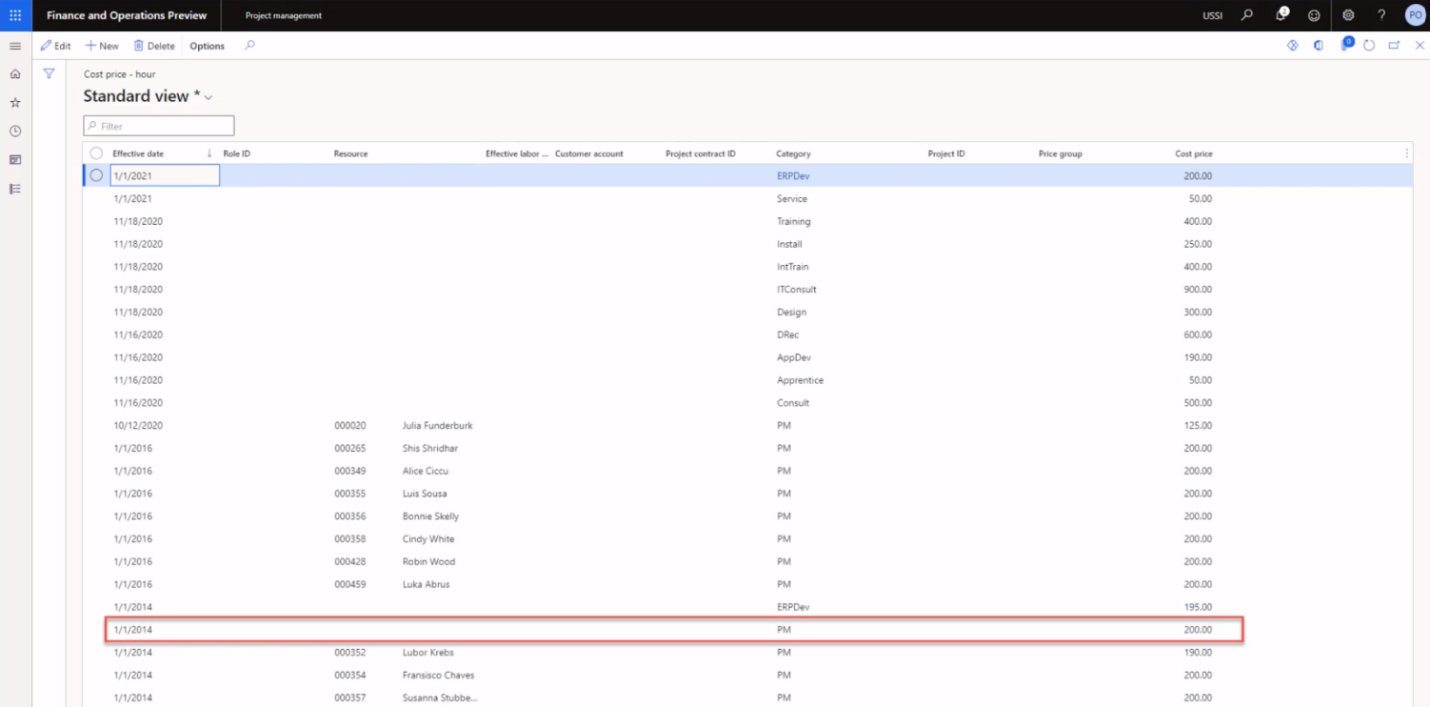 Finance and Operations Preview Project management USSI 2 ? PO
Edit New Delete Options 0
Cost price - hour
Standard view *
Filter
Effective date Role ID Resource Effective labor ... Customer account Project contract ID Category Project ID Price group Cost price
1/1/2021 ERPDev 200.00
1/1/2021 Service 50.00
11/18/2020 Training 400.00
11/18/2020 Install 250.00
11/18/2020 IntTrain 400.00
11/18/2020 ITConsult 900.00
11/18/2020 Design 300.00
11/16/2020 DRec 600.00
11/16/2020 AppDev 190.00
11/16/2020 Apprentice 50.00
11/16/2020 Consult 500.00
10/12/2020 000020 Julia Funderburk PM 125.00
1/1/2016 000265 Shis Shridhar PM 200.00
1/1/2016 000349 Alice Ciccu PM 200.00
1/1/2016 000355 Luis Sousa PM 200.00
1/1/2016 000356 Bonnie Skelly PM 200.00
1/1/2016 000358 Cindy White PM 200.00
1/1/2016 000428 Robin Wood PM 200.00
1/1/2016 000459 Luka Abrus PM 200.00
1/1/2014 ERPDev 195.00
1/1/2014 PM 200.00
1/1/2014 000352 Lubor Krebs PM 190.00
1/1/2014 000354 Fransisco Chaves PM 200.00
1/1/2014 000357 Susanna Stubbe... PM 200.00